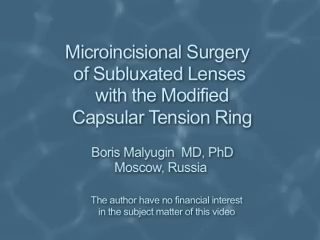 Microincisional Surgery
of Subluxated Lenses
with the Modified
Capsular Tension Ring
Boris Malyugin MD, PhD
Moscow, Russia
The author have no financial interest
in the subject matter of this video